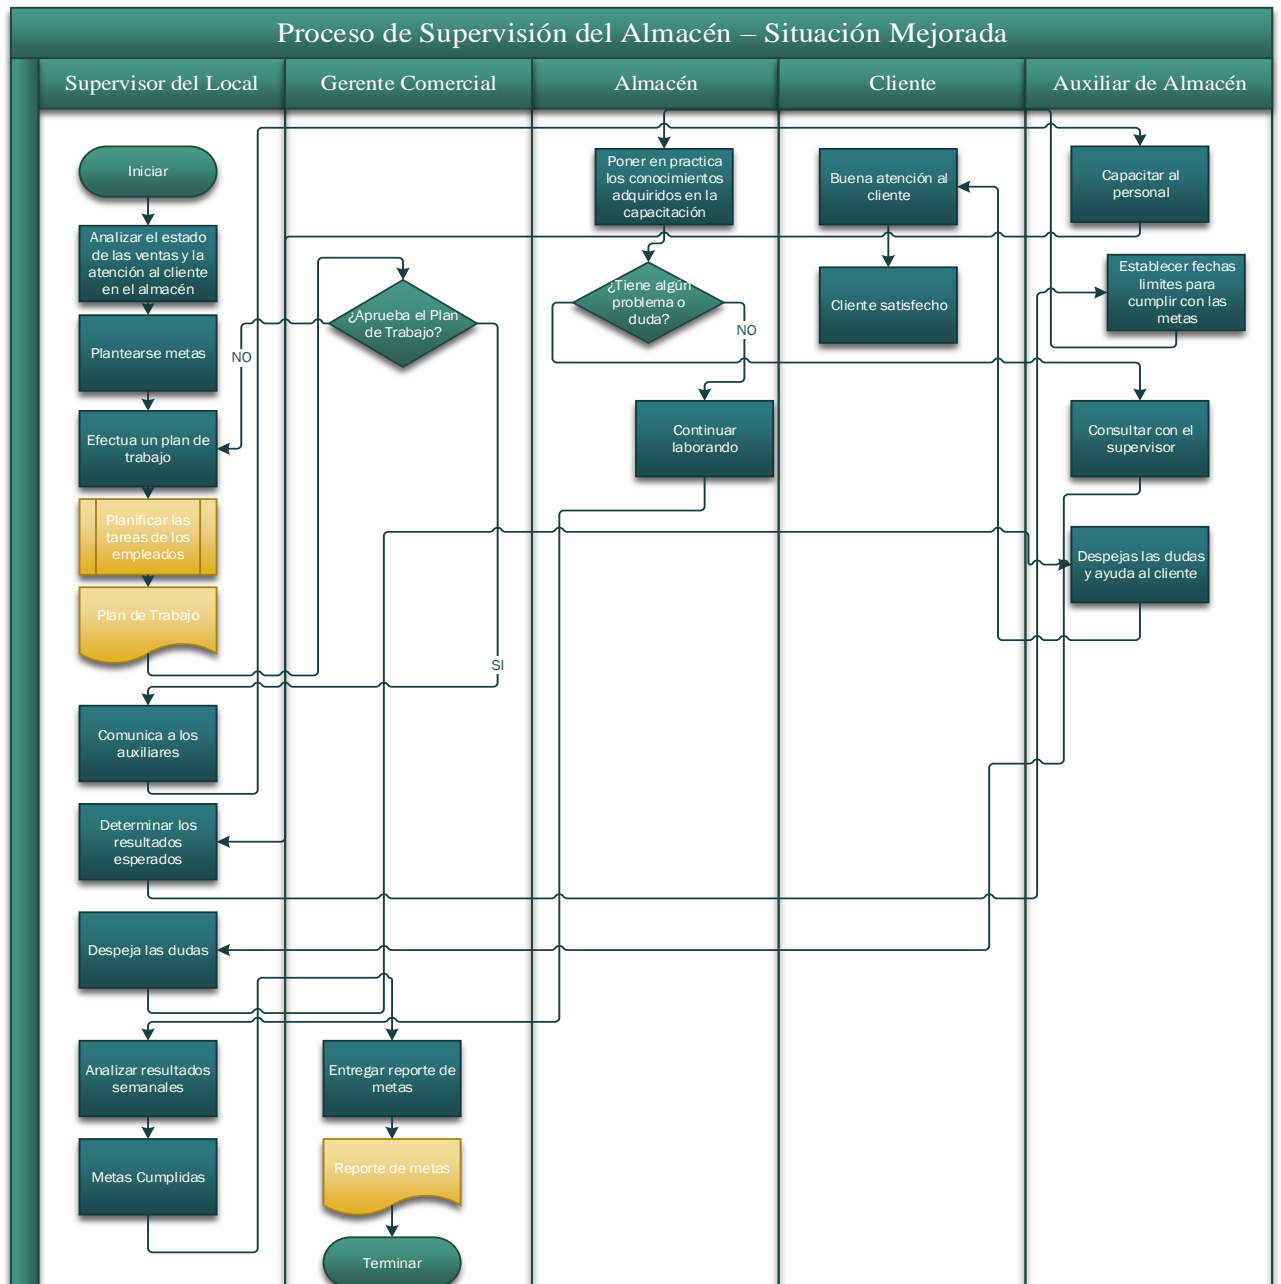 Proceso de Supervisión del Almacén – Situación Mejorada
Supervisor del Local
Gerente Comercial
Almacén
Cliente
Auxiliar de Almacén
Iniciar
Analizar el estado
de las ventas y la
atención al cliente
en el almacén
Plantearse metas
Efectua un plan de
trabajo
Planificar las
tareas de los
empleados
Plan de Trabajo
Comunica a los
auxiliares
Determinar los
resultados
esperados
Despeja las dudas
Analizar resultados
semanales
Metas Cumplidas
¿Aprueba el Plan
de Trabajo?
NO
SI
Entregar reporte de
metas
Reporte de metas
Terminar
Poner en practica
los conocimientos
adquiridos en la
capacitación
¿Tiene algún
problema o
duda?
NO
Continuar
laborando
Buena atención al
cliente
Cliente satisfecho
Capacitar al
personal
Establecer fechas
limites para
cumplir con las
metas
Consultar con el
supervisor
Despejas las dudas
y ayuda al cliente